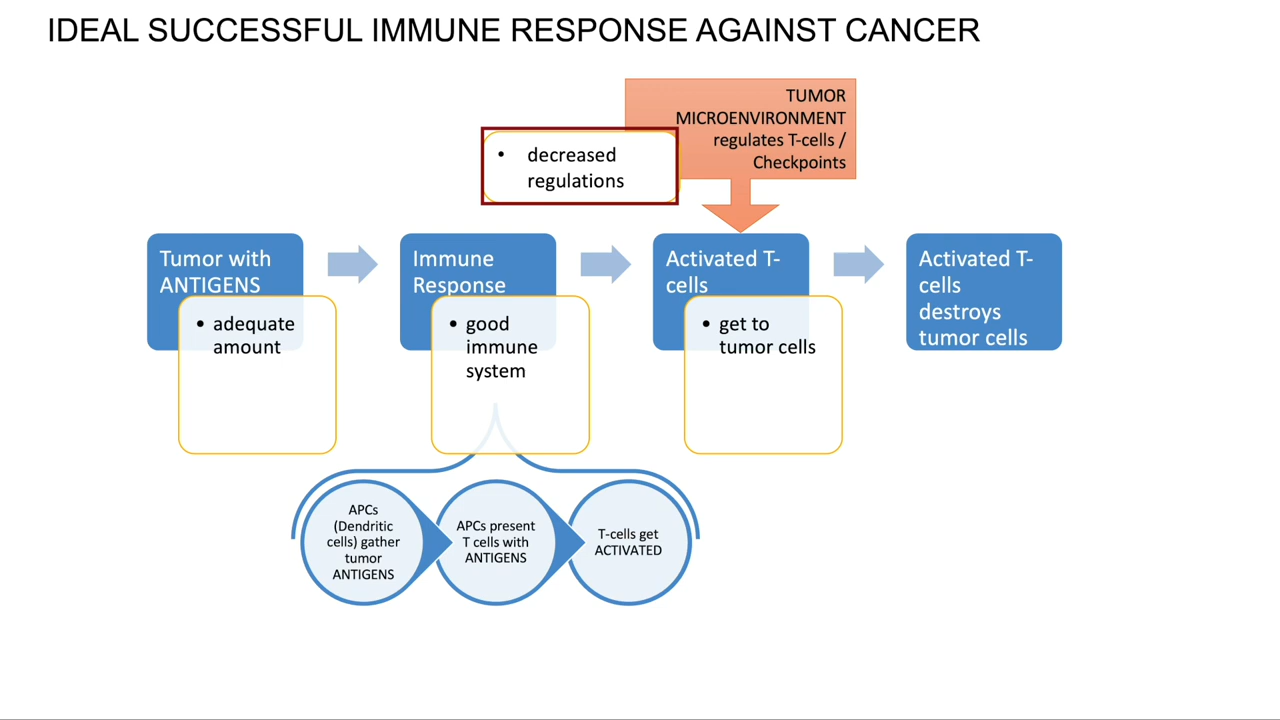 IDEAL SUCCESSFUL IMMUNE RESPONSE AGAINST CANCER
TUMOR
MICROENVIRONMENT
regulates T-cells /
Checkpoints
• decreased
regulations
Tumor with
ANTIGENS
• adequate
amount
Immune
Response
• good
immune
system
Activated T-
cells
• get to
tumor cells
Activated T-
cells
destroys
tumor cells
APCs
(Dendritic
cells) gather
tumor
ANTIGENS
APCs present
T cells with
ANTIGENS
T-cells get
ACTIVATED